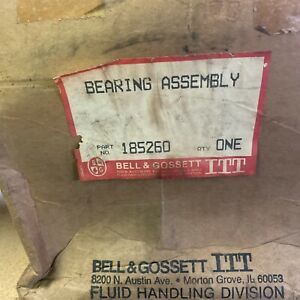 BEARING ASSEMBLY
PART NO. 185260 QTY ONE
BELL & GOSSETT ITT
BELL & GOSSETT ITT
8200 N. Austin Ave. • Morton Grove, IL 60053
FLUID HANDLING DIVISION